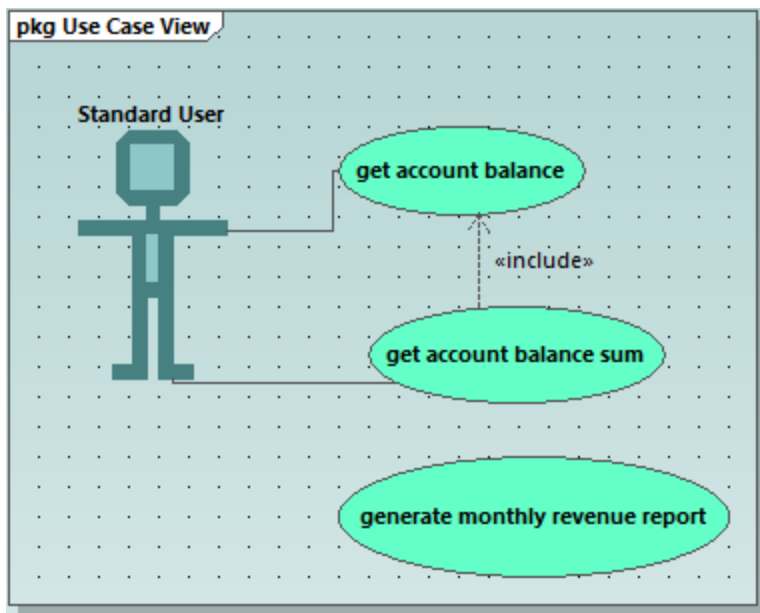 pkg Use Case View
Standard User
get account balance
«include»
get account balance sum
generate monthly revenue report